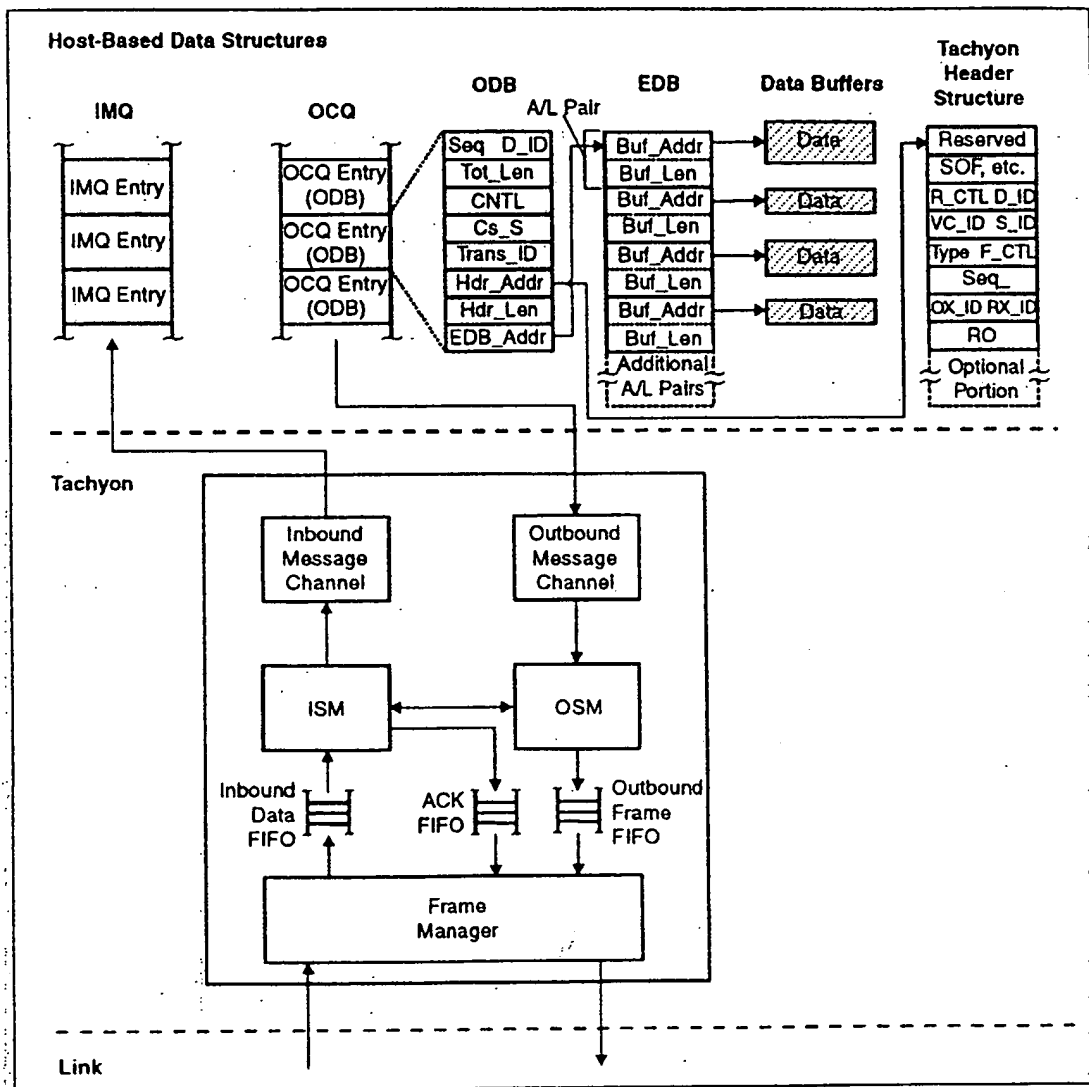 Host-Based Data Structures
IMQ
IMQ Entry
IMQ Entry
IMQ Entry
OCQ
OCQ Entry
(ODB)
OCQ Entry
(ODB)
OCQ Entry
(ODB)
ODB
Seq D_ID
Tot_Len
CNTL
Cs_S
Trans_ID
Hdr_Addr
Hdr_Len
EDB_Addr
EDB
A/L Pair
Buf_Addr
Buf_Len
Buf_Addr
Buf_Len
Buf_Addr
Buf_Len
Buf_Addr
Buf_Len
Additional
A/L Pairs
Data Buffers
Data
Data
Data
Data
Tachyon
Header
Structure
Reserved
SOF, etc.
R_CTL D_ID
VC_ID S_ID
Type F_CTL
Seq_
OX_ID RX_ID
RO
Optional
Portion
Tachyon
Inbound
Message
Channel
Outbound
Message
Channel
ISM
OSM
Inbound
Data
FIFO
ACK
FIFO
Outbound
Frame
FIFO
Frame
Manager
Link